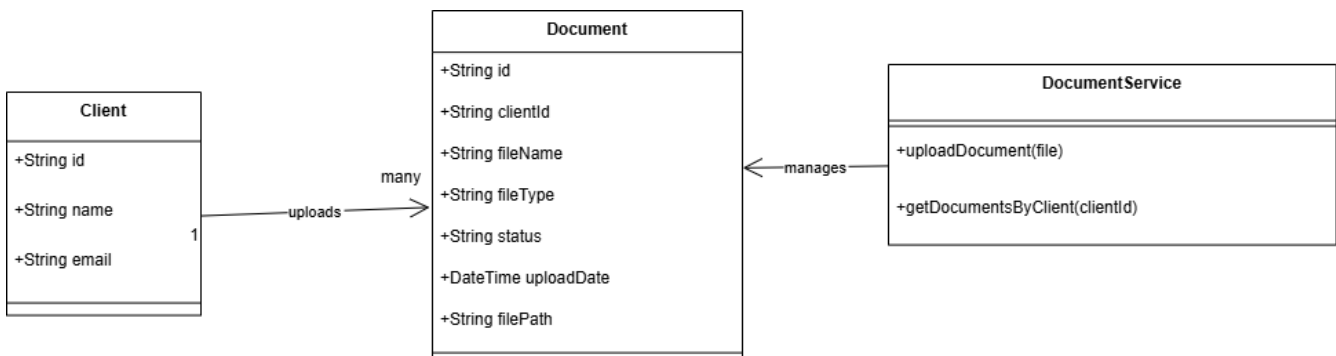 Client
+String id
+String name
+String email
1
uploads
many
Document
+String id
+String clientId
+String fileName
+String fileType
+String status
+DateTime uploadDate
+String filePath
manages
DocumentService
+uploadDocument(file)
+getDocumentsByClient(clientId)